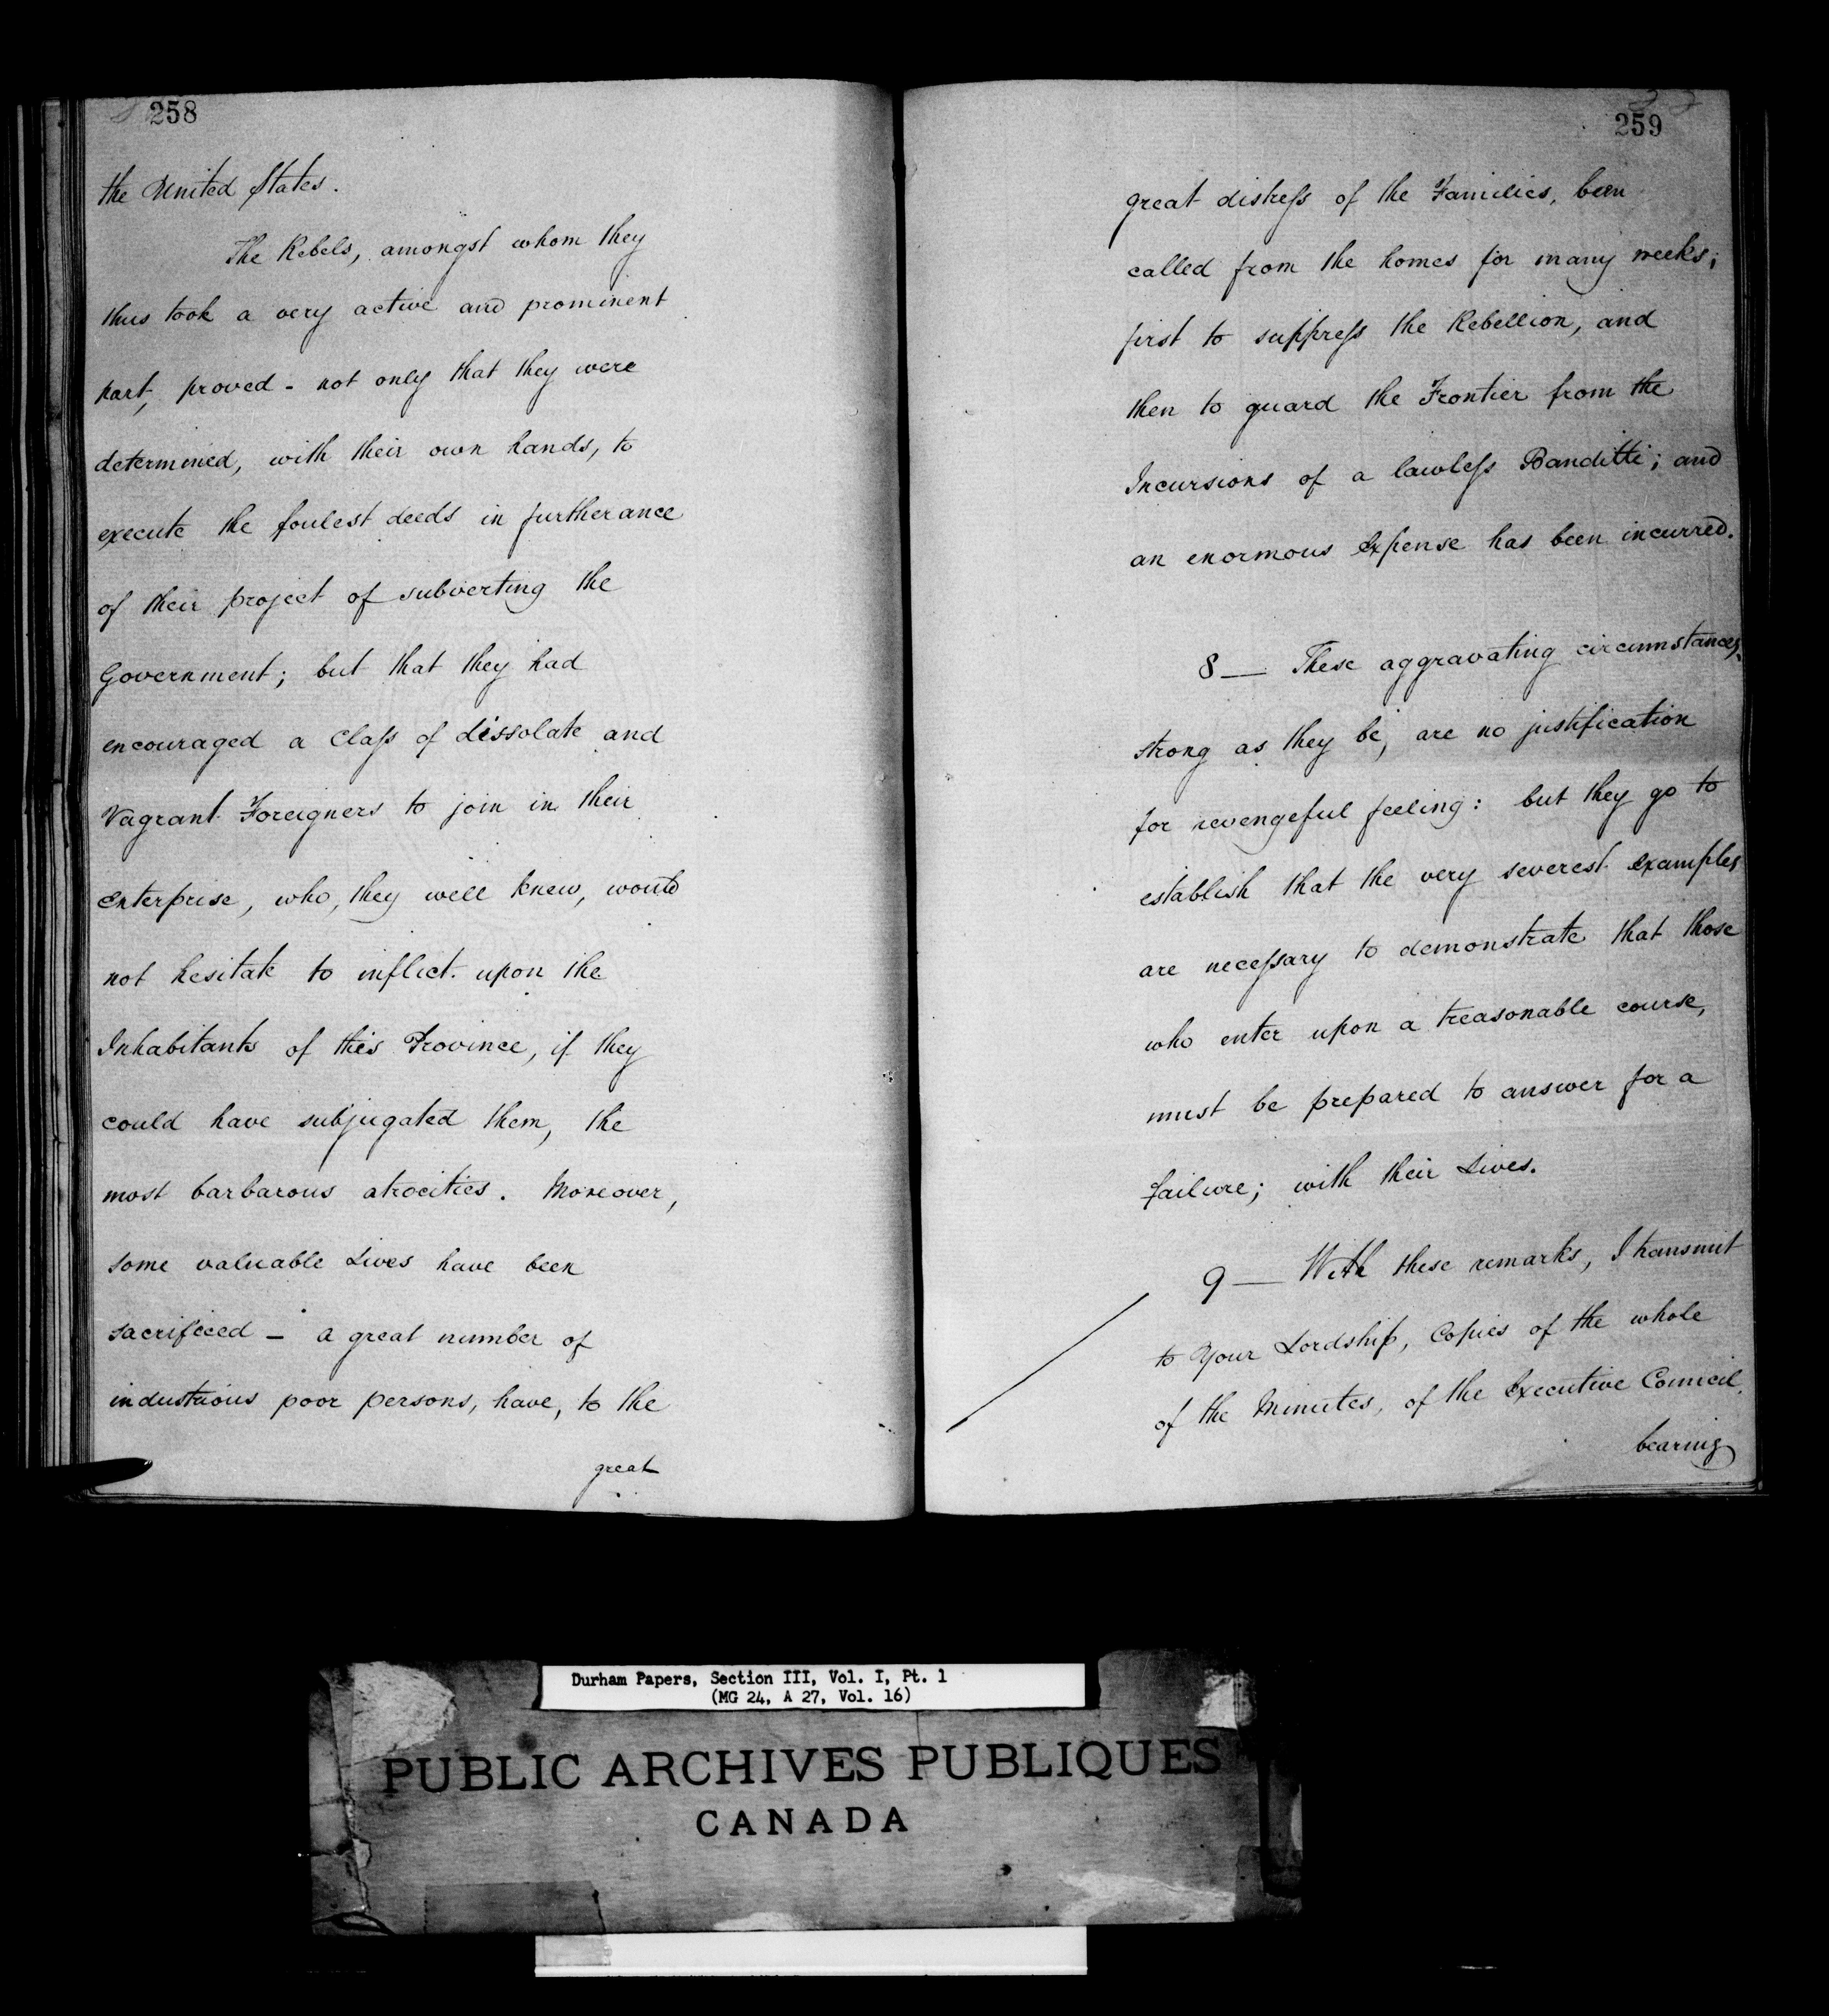 258
the United States.
The Rebels, amongst whom they
thus took a very active and prominent
part, proved - not only that they were
determined, with their own hands, to
execute the foulest deeds in furtherance
of their project of subverting the
Government; but that they had
encouraged a Class of dissolate and
Vagrant Foreigners to join in their
enterprise, who, they well knew, would
not hesitate to inflict upon the
Inhabitants of this Province, if they
could have subjugated them, the
most barbarous atrocities. Moreover,
some valuable Lives have been
sacrificed - a great number of
industrious poor persons, have, to the
great
259
great distress of the Families, been
called from the homes for many weeks;
first to suppress the Rebellion, and
then to guard the Frontier from the
Incursions of a lawless Banditti; and
an enormous Expense has been incurred.
8 — These aggravating circumstances,
strong as they be, are no justification
for revengeful feeling: but they go to
establish that the very severest examples
are necessary to demonstrate that those
who enter upon a treasonable course,
must be prepared to answer for a
failure; with their Lives.
9 — With these remarks, I transmit
to Your Lordship, Copies of the whole
of the Minutes, of the Executive Council,
bearing
Durham Papers, Section III, Vol. I, Pt. 1
(MG 24, A 27, Vol. 16)
PUBLIC ARCHIVES PUBLIQUES
CANADA